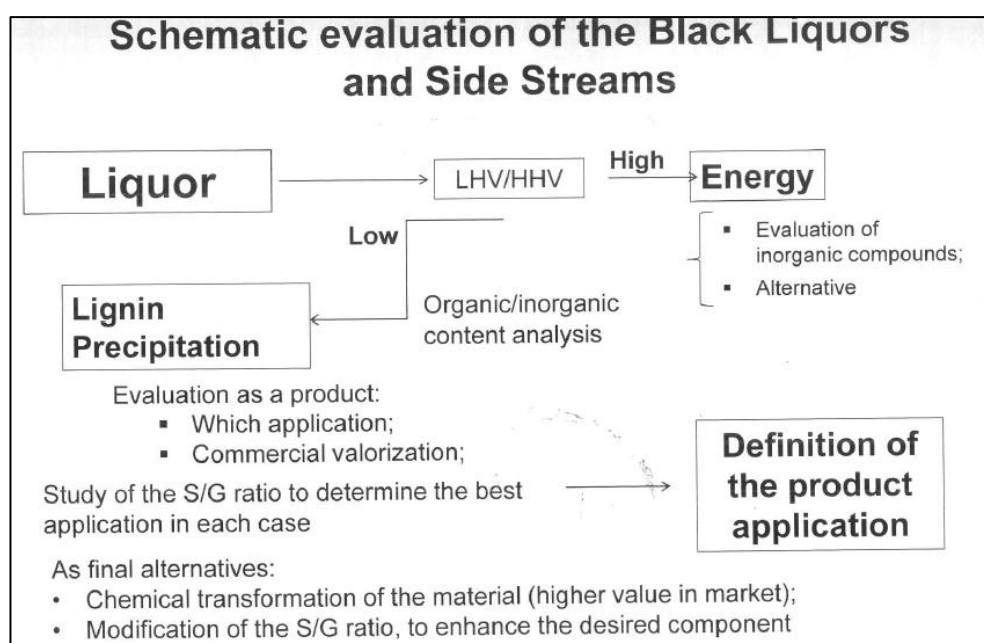 Schematic evaluation of the Black Liquors
and Side Streams
Liquor
LHV/HHV
High
Energy
Low
▪ Evaluation of
inorganic compounds;
▪ Alternative
Lignin
Precipitation
Organic/inorganic
content analysis
Evaluation as a product:
▪ Which application;
▪ Commercial valorization;
Study of the S/G ratio to determine the best
application in each case
Definition of
the product
application
As final alternatives:
• Chemical transformation of the material (higher value in market);
• Modification of the S/G ratio, to enhance the desired component